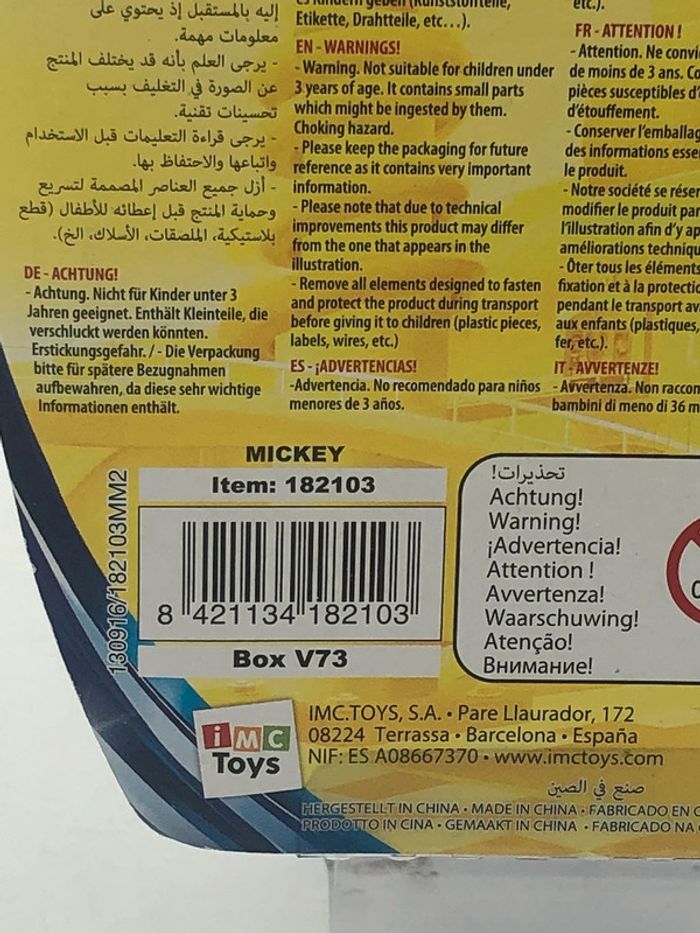 إليه بالمستقبل إذ يحتوي على
معلومات مهمة.
- يرجى العلم بأنه قد يختلف المنتج
عن الصورة في التغليف بسبب
تحسينات تقنية.
- يرجى قراءة التعليمات قبل الاستخدام
واتباعها والاحتفاظ بها.
- أزل جميع العناصر المصممة لتسريع
وحماية المنتج قبل إعطائه للأطفال (قطع
بلاستيكية، الملصقات، الأسلاك، الخ).
DE - ACHTUNG!
- Achtung. Nicht für Kinder unter 3
Jahren geeignet. Enthält Kleinteile, die
verschluckt werden könnten.
Erstickungsgefahr. / - Die Verpackung
bitte für spätere Bezugnahmen
aufbewahren, da diese sehr wichtige
Informationen enthält.
Etikette, Drahtteile, etc…).
EN - WARNINGS!
- Warning. Not suitable for children under
3 years of age. It contains small parts
which might be ingested by them.
Choking hazard.
- Please keep the packaging for future
reference as it contains very important
information.
- Please note that due to technical
improvements this product may differ
from the one that appears in the
illustration.
- Remove all elements designed to fasten
and protect the product during transport
before giving it to children (plastic pieces,
labels, wires, etc.)
ES - ¡ADVERTENCIAS!
-Advertencia. No recomendado para niños
menores de 3 años.
etc.).
FR - ATTENTION !
- Attention. Ne convi
de moins de 3 ans. Co
pièces susceptibles d'
d'étouffement.
- Conserver l'emballag
des informations esse
le produit.
- Notre société se réser
modifier le produit pa
l'illustration afin d'y ap
améliorations techniqu
- Ôter tous les éléments
fixation et à la protectio
pendant le transport ava
aux enfants (plastiques,
fer, etc.).
IT - AVVERTENZE!
- Avvertenza. Non raccom
bambini di meno di 36 m
MICKEY
Item: 182103
8 421134 182103
Box V73
130916/182103MM2
تحذيرات!
Achtung!
Warning!
¡Advertencia!
Attention !
Avvertenza!
Waarschuwing!
Atenção!
Внимание!
IMC
Toys
IMC.TOYS, S.A. • Pare Llaurador, 172
08224 Terrassa • Barcelona • España
NIF: ES A08667370 • www.imctoys.com
صنع في الصين
HERGESTELLT IN CHINA • MADE IN CHINA • FABRICADO EN C
PRODOTTO IN CINA • GEMAAKT IN CHINA • FABRICADO NA